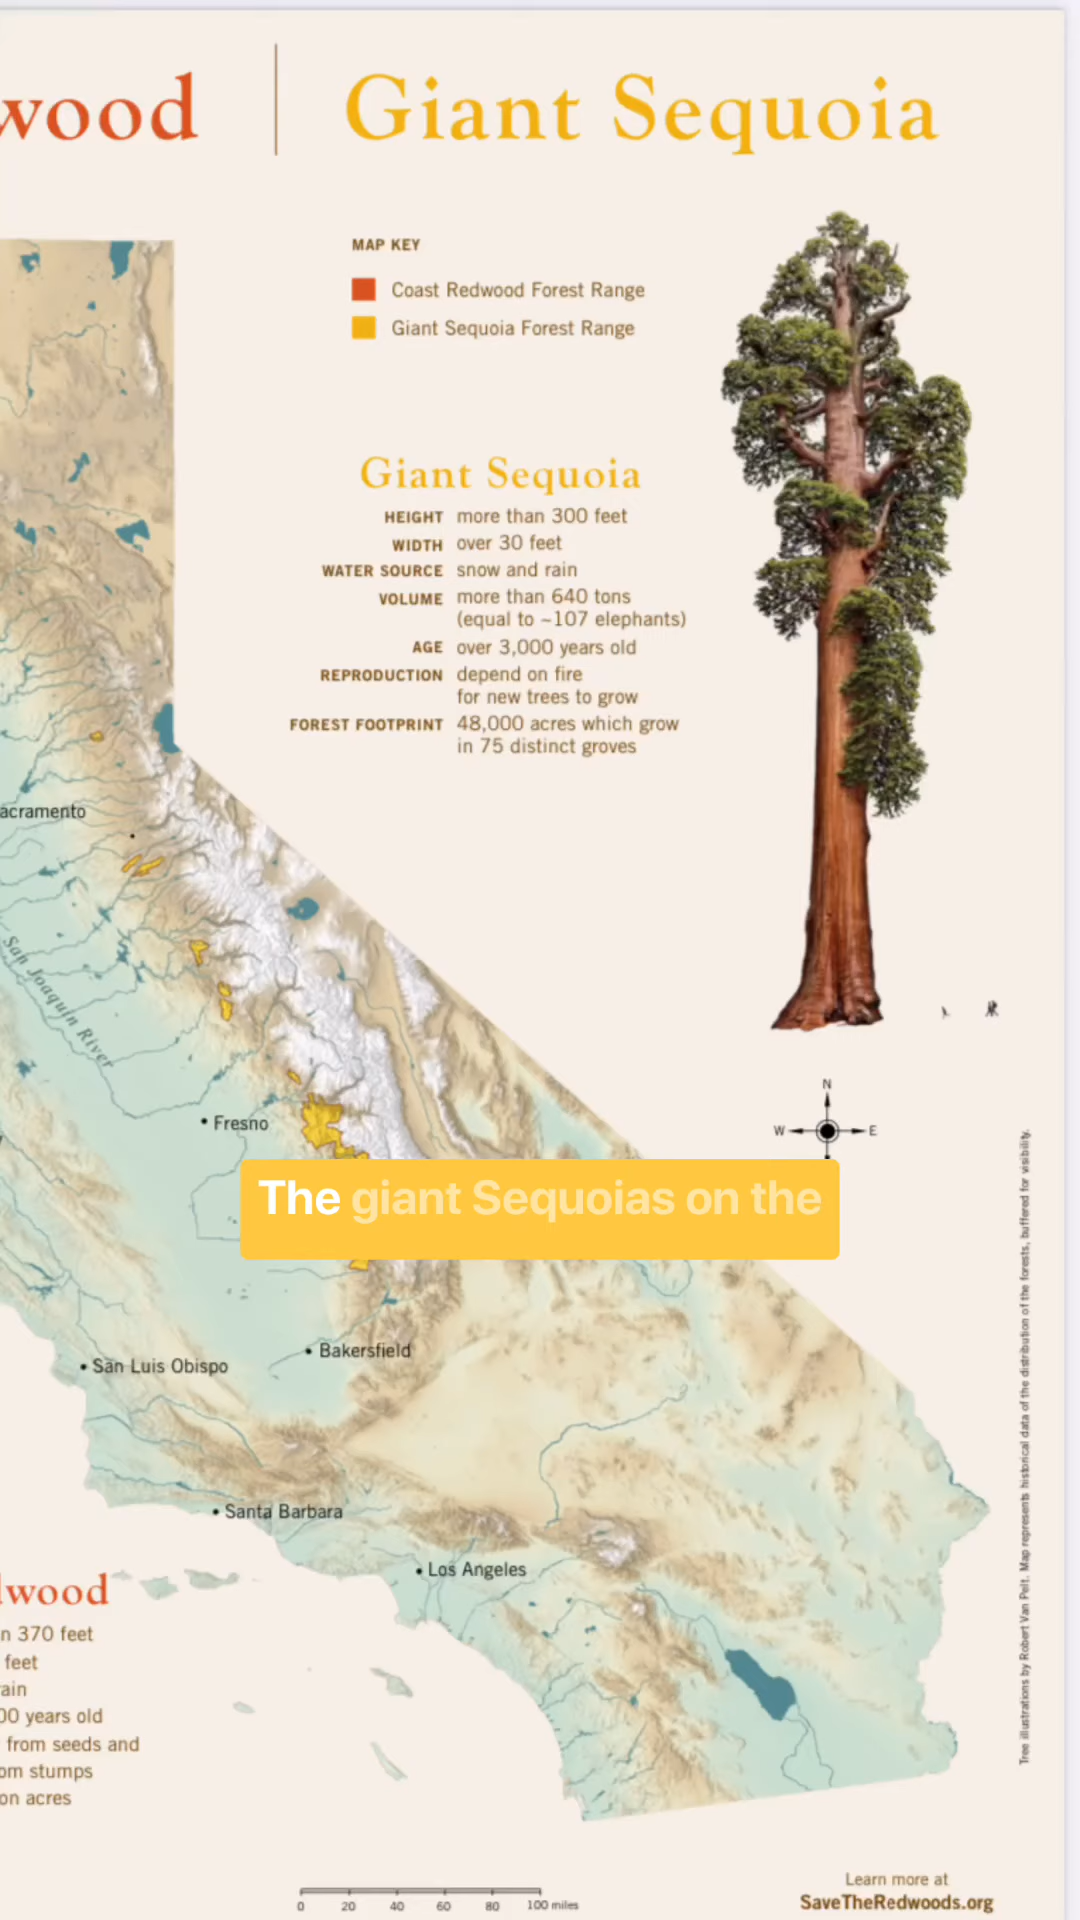 wood
Giant Sequoia
MAP KEY
Coast Redwood Forest Range
Giant Sequoia Forest Range
Giant Sequoia
HEIGHT more than 300 feet
WIDTH over 30 feet
WATER SOURCE snow and rain
VOLUME more than 640 tons
(equal to ~107 elephants)
AGE over 3,000 years old
REPRODUCTION depend on fire
for new trees to grow
FOREST FOOTPRINT 48,000 acres which grow
in 75 distinct groves
acramento
San Joaquin River
Fresno
N
W E
The giant Sequoias on the
Bakersfield
San Luis Obispo
Santa Barbara
Los Angeles
dwood
n 370 feet
feet
ain
00 years old
from seeds and
om stumps
on acres
Tree illustrations by Robert Van Pelt. Map represents historical data of the distribution of the forests, buffered for visibility.
0 20 40 60 80 100 miles
Learn more at
SaveTheRedwoods.org